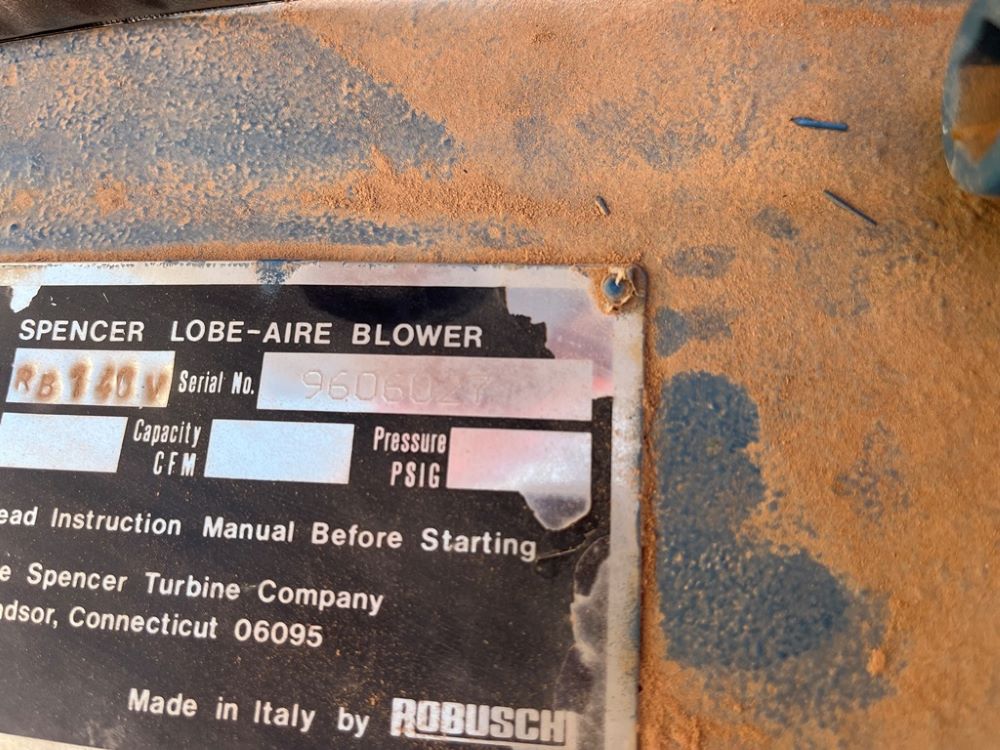 SPENCER LOBE-AIRE BLOWER
RB 140 V Serial No. 9606027
Capacity Pressure
CFM PSIG
ead Instruction Manual Before Starting
e Spencer Turbine Company
ndsor, Connecticut 06095
Made in Italy by ROBUSCHI